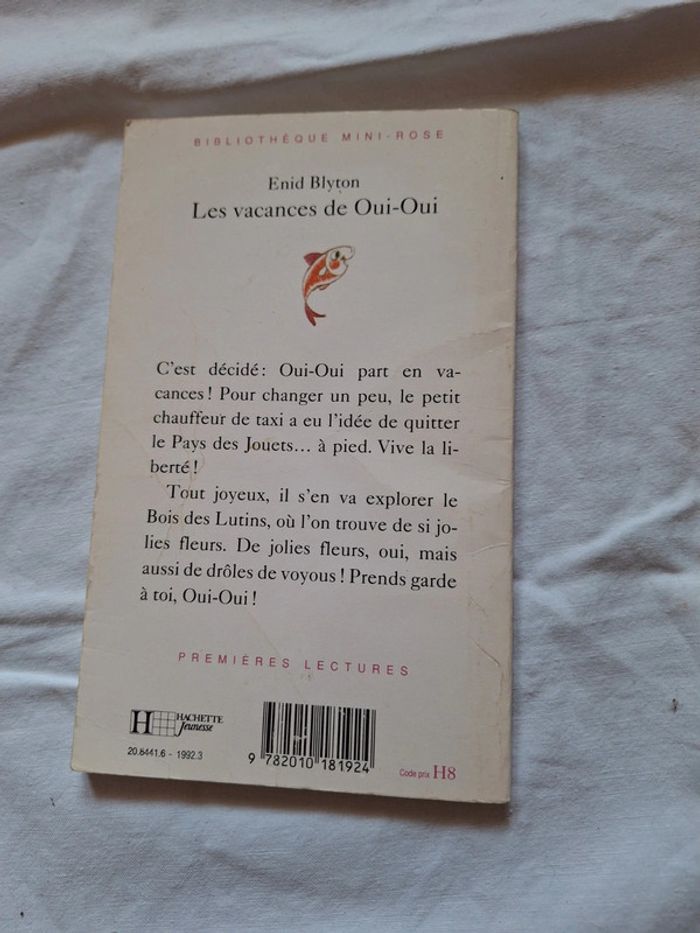 BIBLIOTHÈQUE MINI-ROSE
Enid Blyton
Les vacances de Oui-Oui
C'est décidé : Oui-Oui part en va-
cances ! Pour changer un peu, le petit
chauffeur de taxi a eu l'idée de quitter
le Pays des Jouets... à pied. Vive la li-
berté !
Tout joyeux, il s'en va explorer le
Bois des Lutins, où l'on trouve de si jo-
lies fleurs. De jolies fleurs, oui, mais
aussi de drôles de voyous ! Prends garde
à toi, Oui-Oui !
PREMIÈRES LECTURES
H HACHETTE
Jeunesse
20.8441.6 - 1992.3
9 782010 181924
Code prix H8